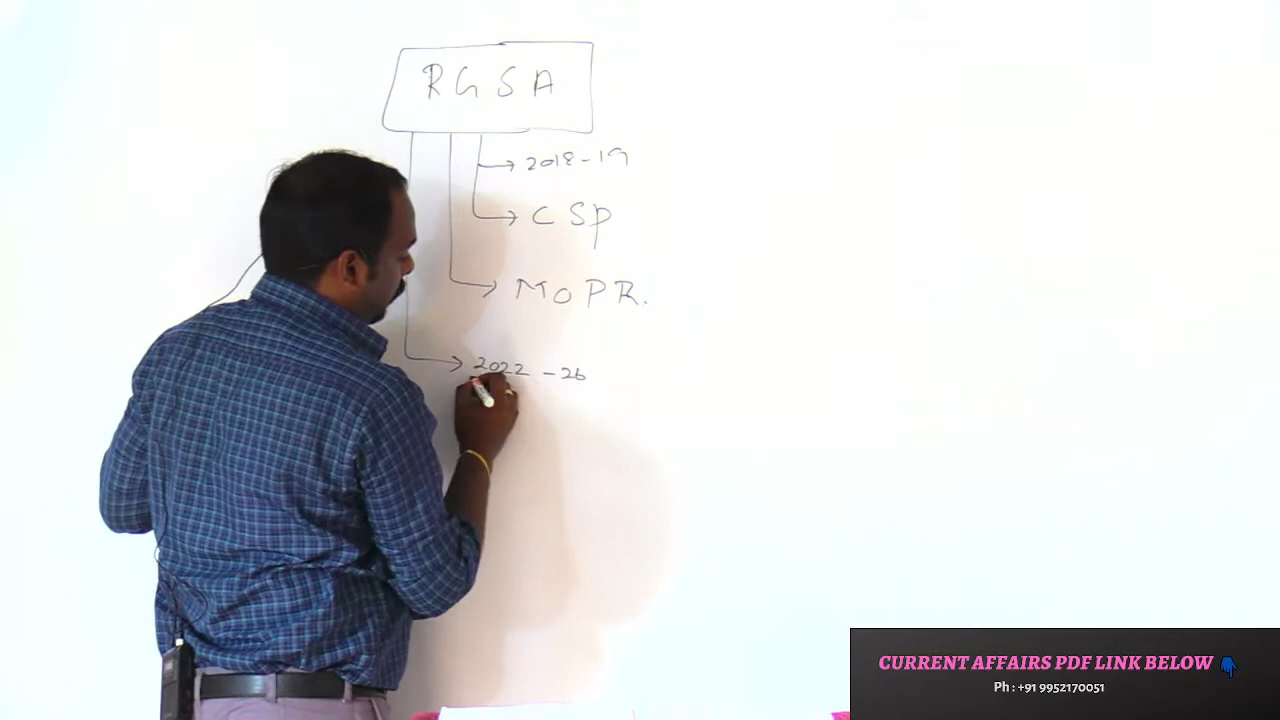 RGSA
2018-19
CSP
MOPR.
2022 - 26
CURRENT AFFAIRS PDF LINK BELOW
Ph : +91 9952170051